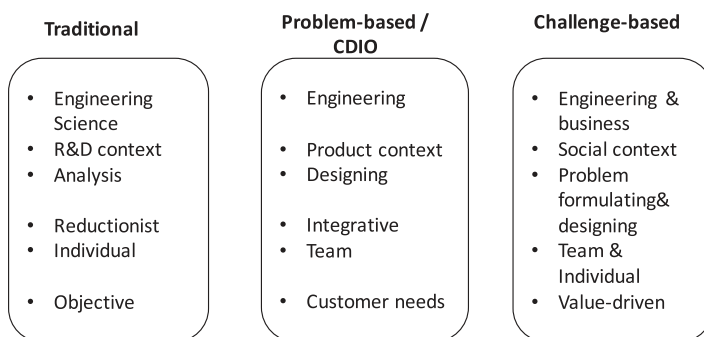 Traditional
• Engineering
Science
• R&D context
• Analysis
• Reductionist
• Individual
• Objective
Problem-based /
CDIO
• Engineering
• Product context
• Designing
• Integrative
• Team
• Customer needs
Challenge-based
• Engineering &
business
• Social context
• Problem
formulating&
designing
• Team &
Individual
• Value-driven